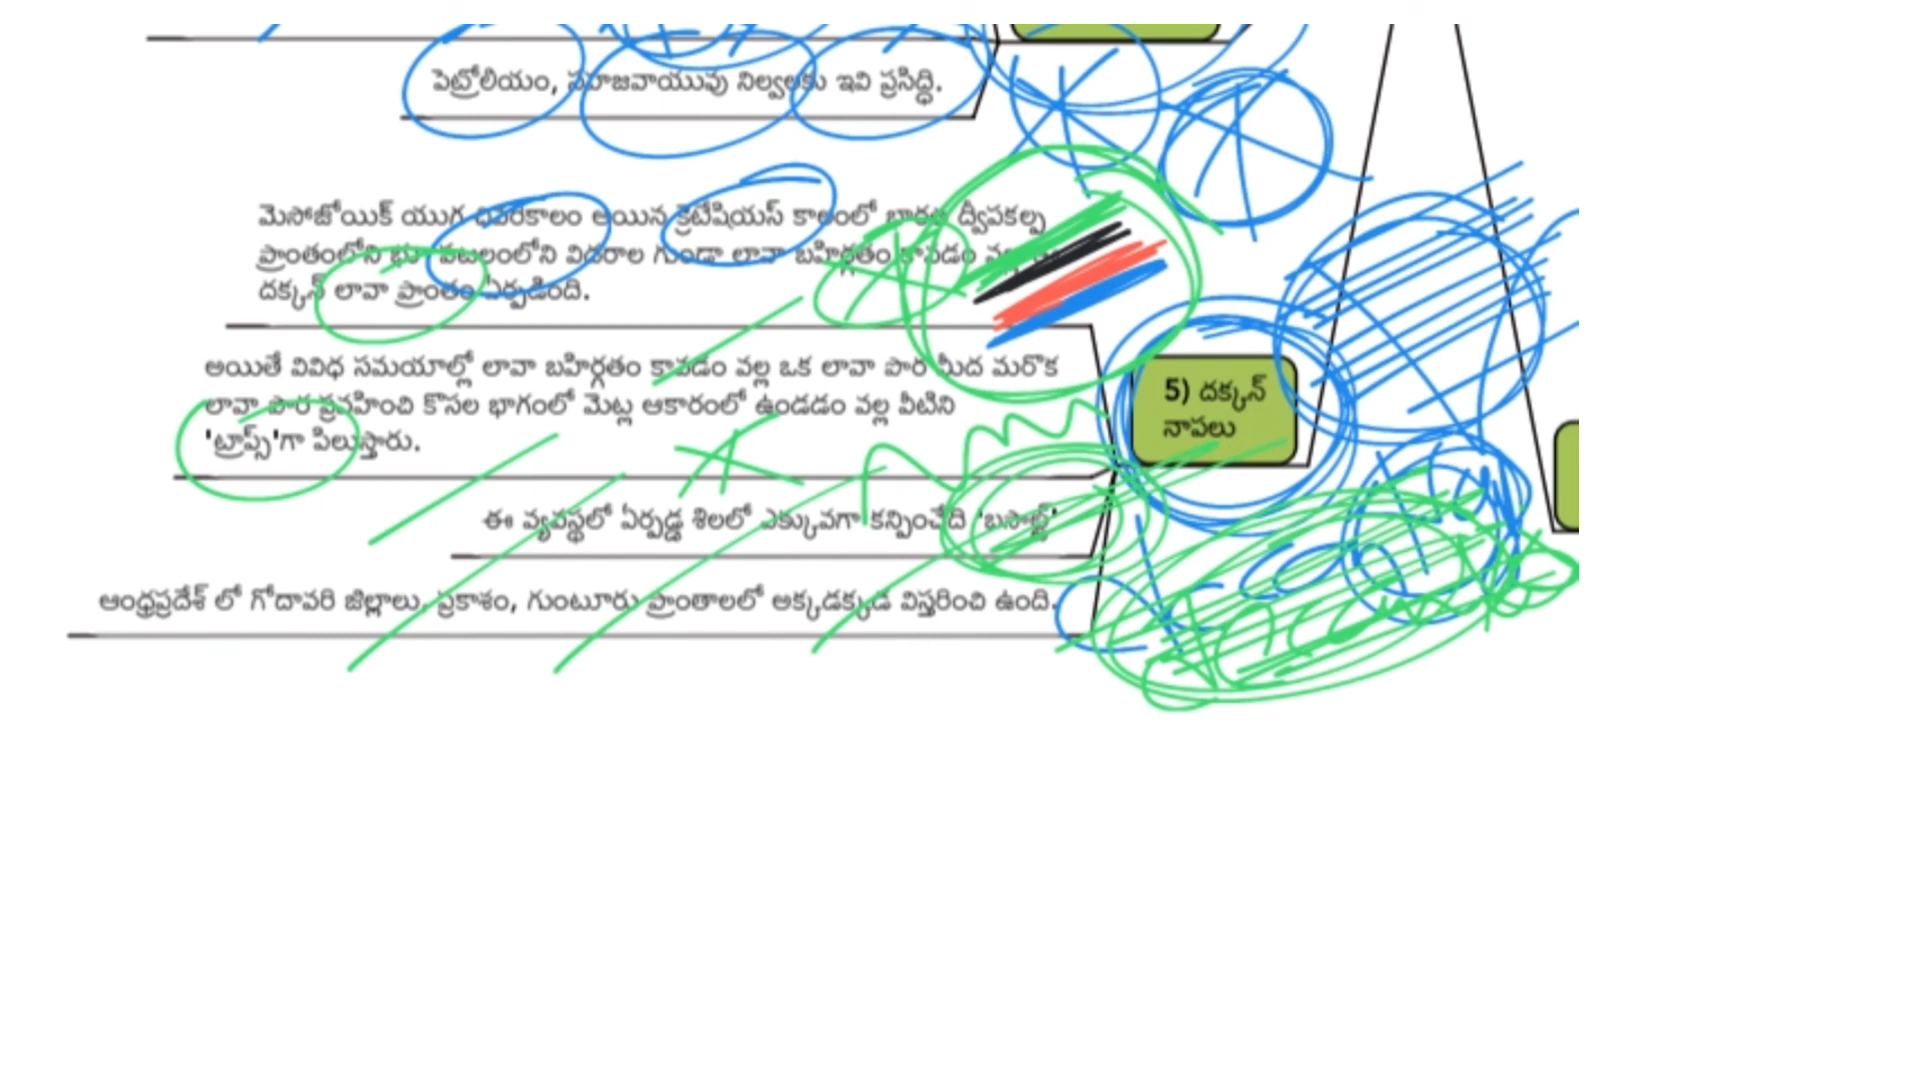 పెట్రోలియం, సహజవాయువు నిల్వలకు ఇవి ప్రసిద్ధి.
మెసోజోయిక్ యుగ చివరికాలం అయిన క్రెటేషియస్ కాలంలో భారత ద్వీపకల్ప
ప్రాంతంలోని భూ పటలంలోని విదరాల గుండా లావా బహిర్గతం కావడం
దక్కన్ లావా ప్రాంతం ఏర్పడింది.
అయితే వివిధ సమయాల్లో లావా బహిర్గతం కావడం వల్ల ఒక లావా పొర మీద మరొక
లావా పొర ప్రవహించి కొసల భాగంలో మెట్ల ఆకారంలో ఉండడం వల్ల వీటిని
'ట్రాప్స్'గా పిలుస్తారు.
5) దక్కన్
నాపలు
ఈ వ్యవస్థలో ఏర్పడ్డ శిలలో ఎక్కువగా కన్పించేది 'బసాల్ట్'
ఆంధ్రప్రదేశ్ లో గోదావరి జిల్లాలు, ప్రకాశం, గుంటూరు ప్రాంతాలలో అక్కడక్కడ విస్తరించి ఉంది.